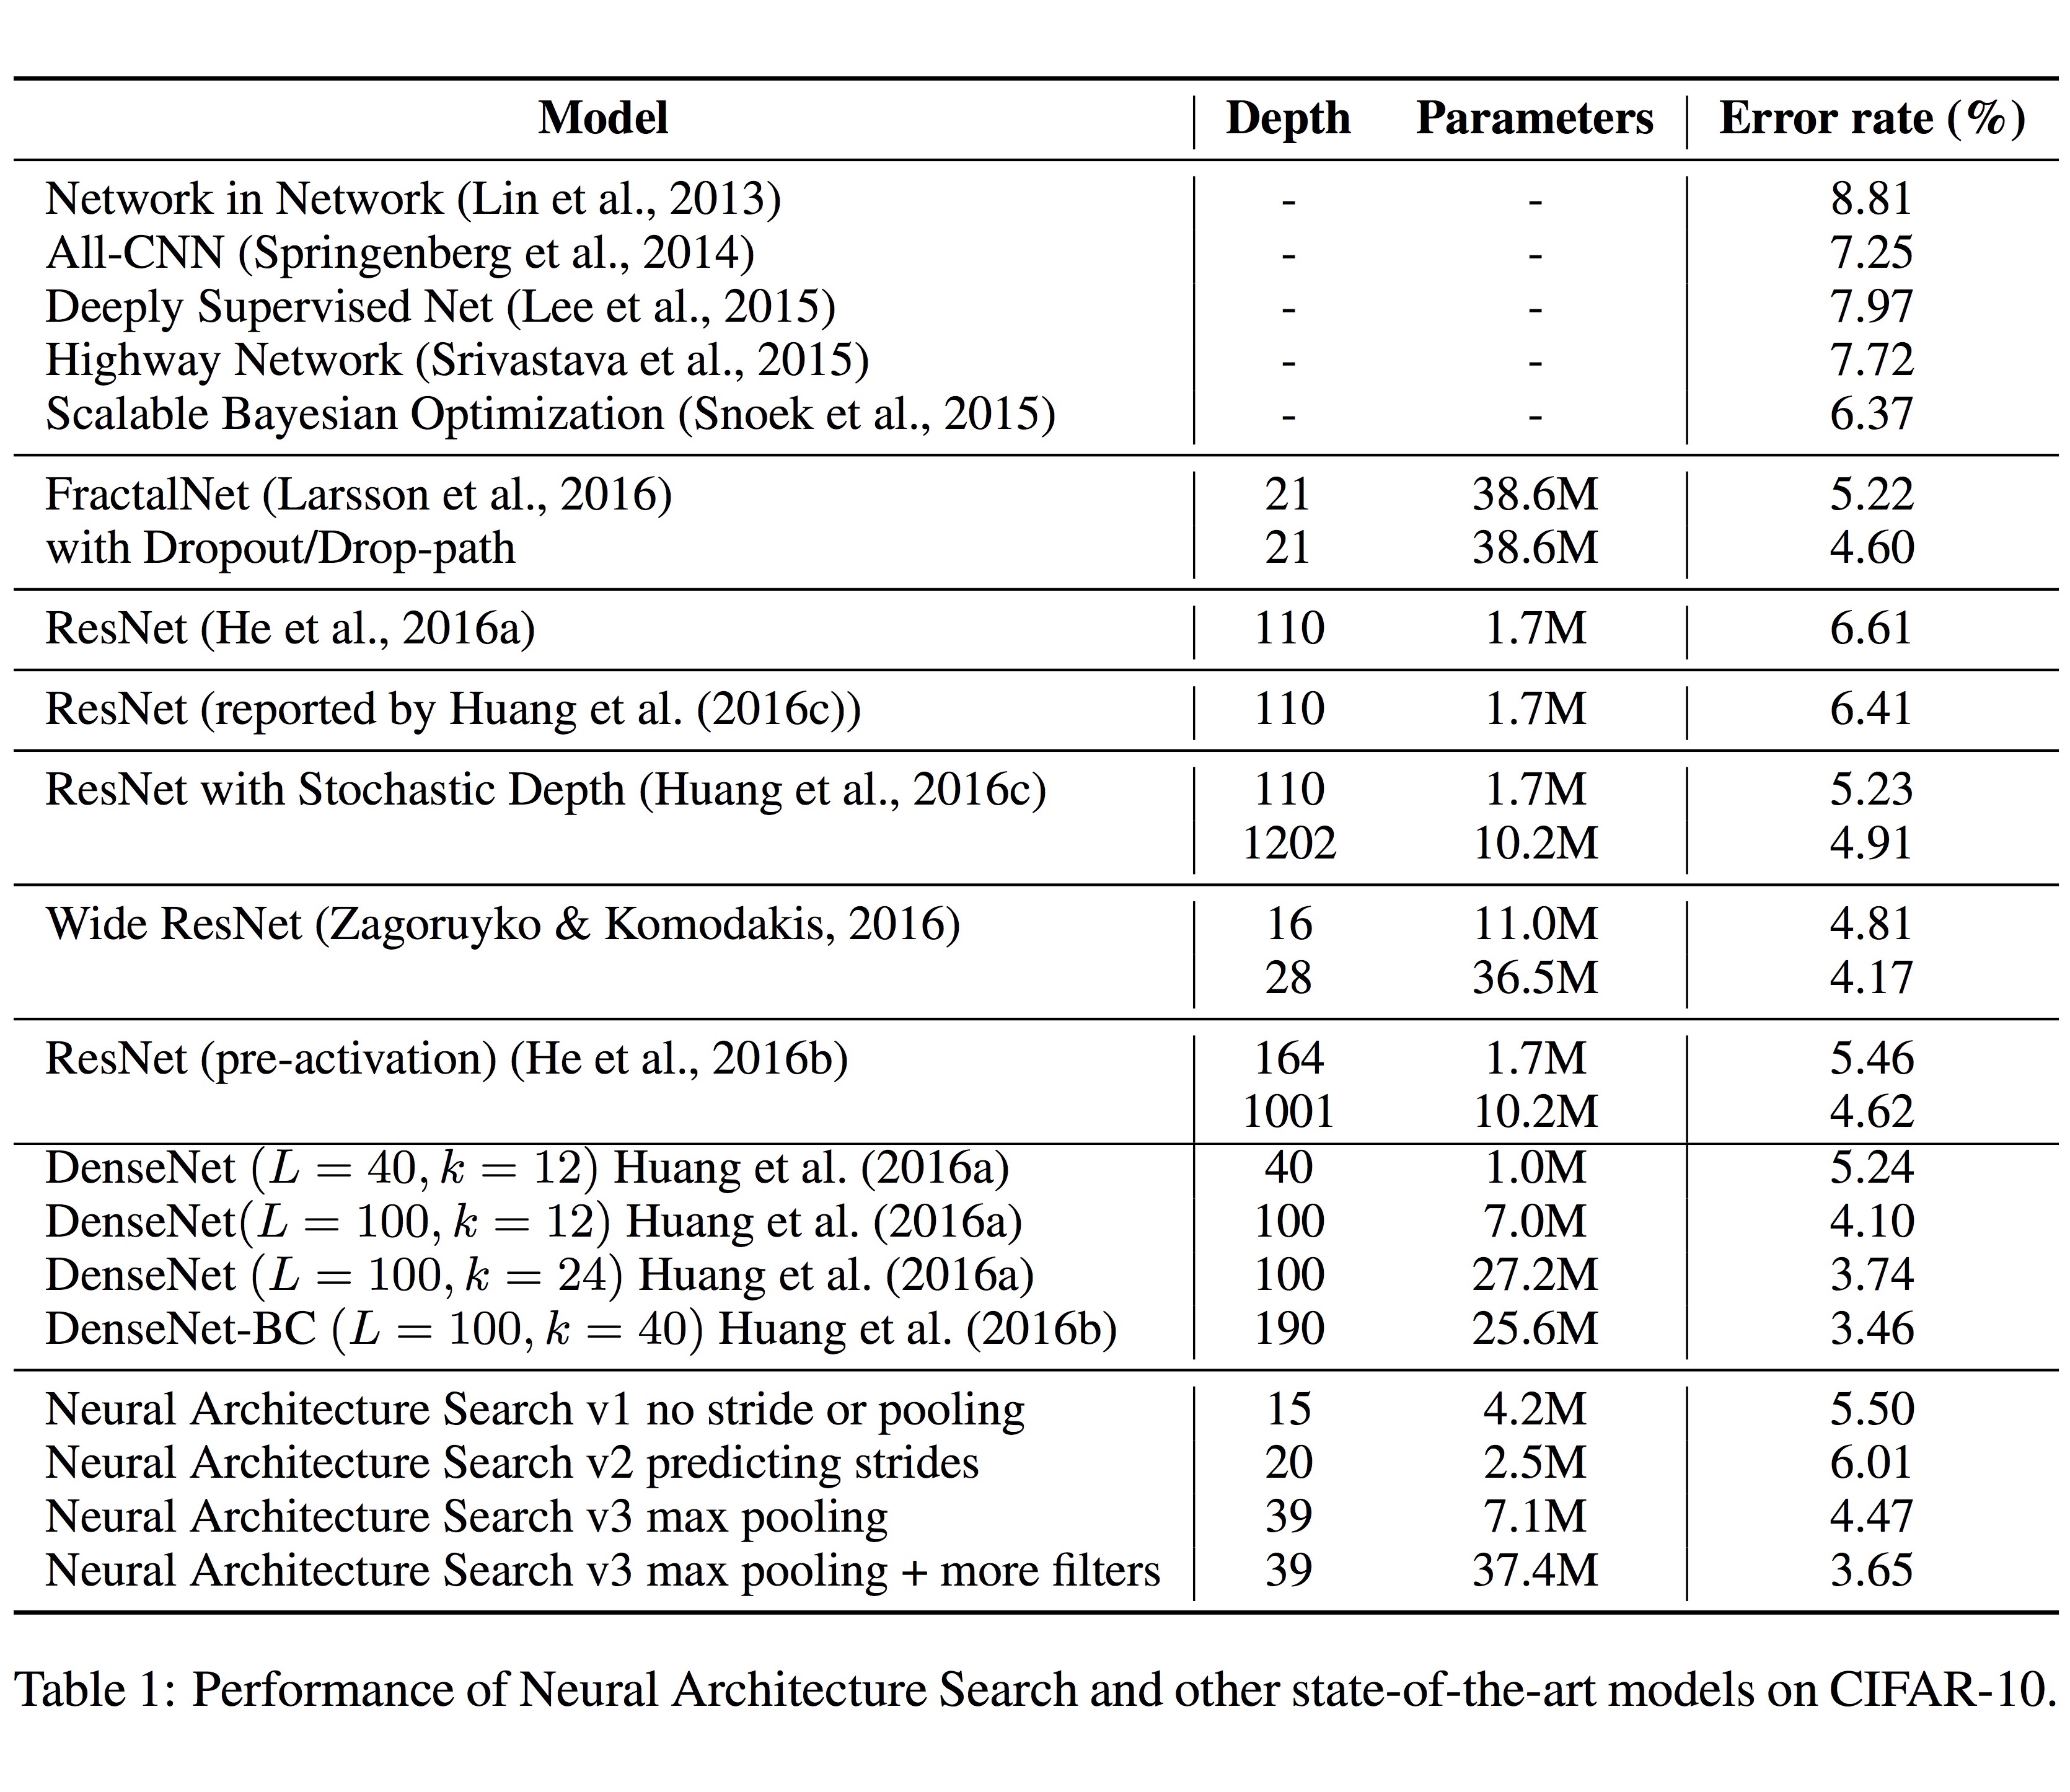 Model Depth Parameters Error rate (%)
Network in Network (Lin et al., 2013) - - 8.81
All-CNN (Springenberg et al., 2014) - - 7.25
Deeply Supervised Net (Lee et al., 2015) - - 7.97
Highway Network (Srivastava et al., 2015) - - 7.72
Scalable Bayesian Optimization (Snoek et al., 2015) - - 6.37
FractalNet (Larsson et al., 2016) 21 38.6M 5.22
with Dropout/Drop-path 21 38.6M 4.60
ResNet (He et al., 2016a) 110 1.7M 6.61
ResNet (reported by Huang et al. (2016c)) 110 1.7M 6.41
ResNet with Stochastic Depth (Huang et al., 2016c) 110 1.7M 5.23
1202 10.2M 4.91
Wide ResNet (Zagoruyko & Komodakis, 2016) 16 11.0M 4.81
28 36.5M 4.17
ResNet (pre-activation) (He et al., 2016b) 164 1.7M 5.46
1001 10.2M 4.62
DenseNet (L = 40, k = 12) Huang et al. (2016a) 40 1.0M 5.24
DenseNet(L = 100, k = 12) Huang et al. (2016a) 100 7.0M 4.10
DenseNet (L = 100, k = 24) Huang et al. (2016a) 100 27.2M 3.74
DenseNet-BC (L = 100, k = 40) Huang et al. (2016b) 190 25.6M 3.46
Neural Architecture Search v1 no stride or pooling 15 4.2M 5.50
Neural Architecture Search v2 predicting strides 20 2.5M 6.01
Neural Architecture Search v3 max pooling 39 7.1M 4.47
Neural Architecture Search v3 max pooling + more filters 39 37.4M 3.65
Table 1: Performance of Neural Architecture Search and other state-of-the-art models on CIFAR-10.